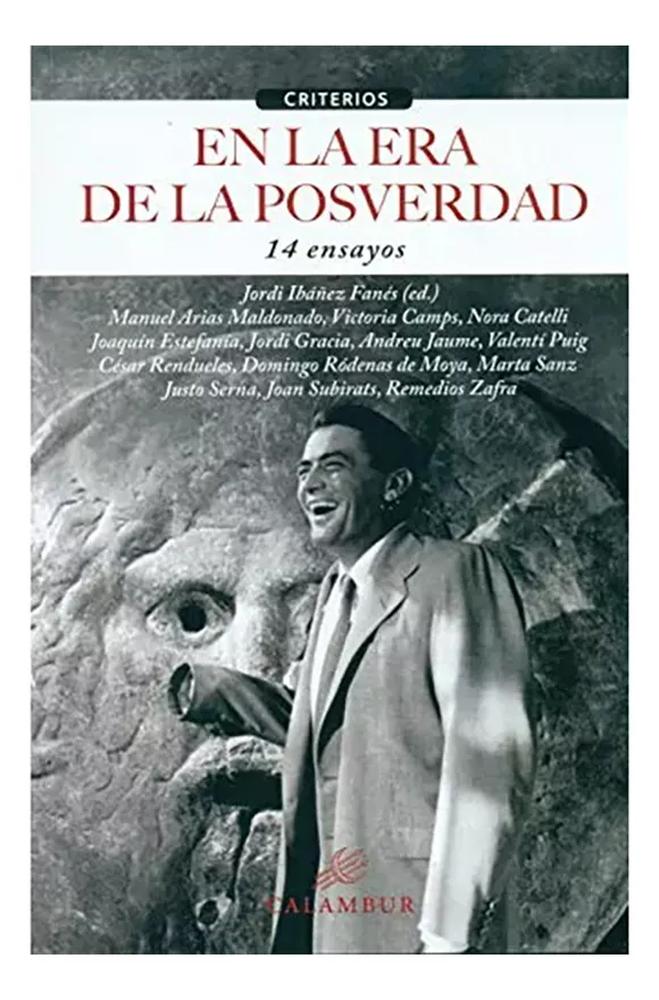 CRITERIOS
EN LA ERA
DE LA POSVERDAD
14 ensayos
Jordi Ibáñez Fanés (ed.)
Manuel Arias Maldonado, Victoria Camps, Nora Catelli
Joaquín Estefanía, Jordi Gracia, Andreu Jaume, Valentí Puig
César Rendueles, Domingo Ródenas de Moya, Marta Sanz
Justo Serna, Joan Subirats, Remedios Zafra
CALAMBUR